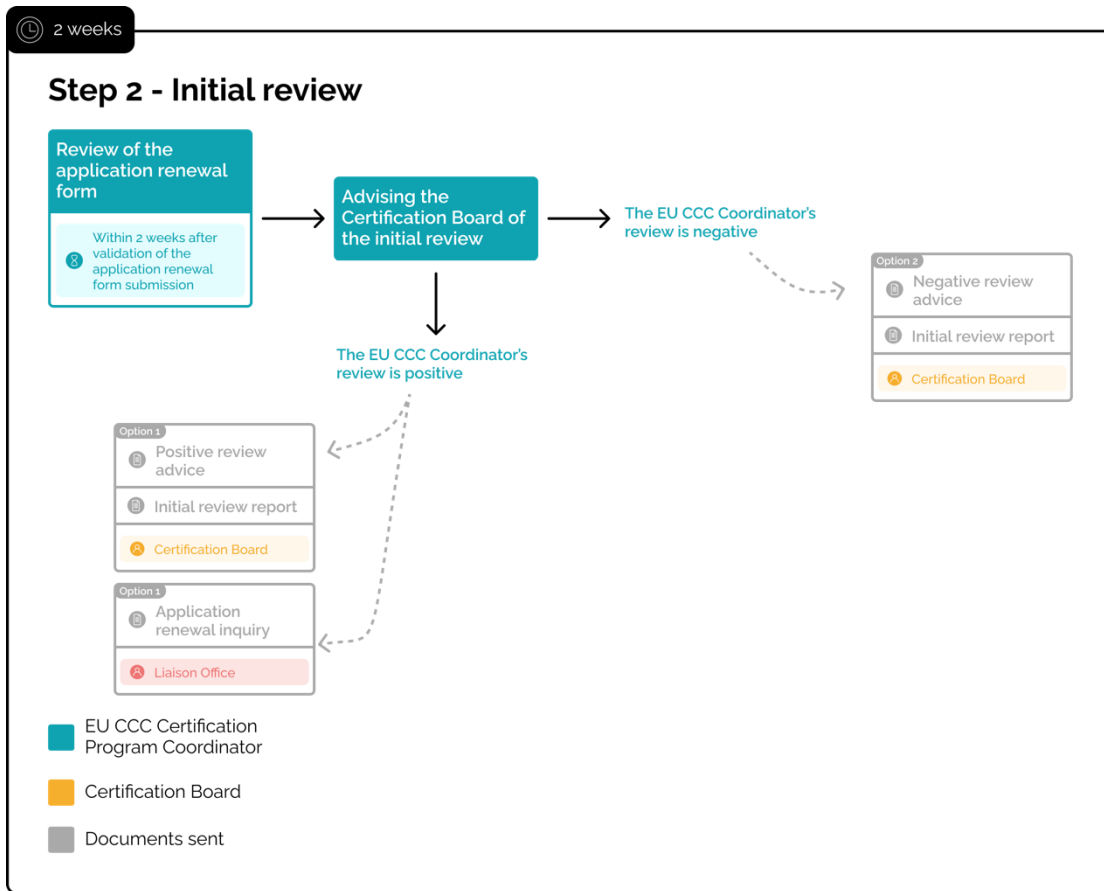 2 weeks
Step 2 - Initial review
Review of the
application renewal
form
Within 2 weeks after
validation of the
application renewal
form submission
Advising the
Certification Board of
the initial review
The EU CCC Coordinator's
review is negative
Option 2
Negative review
advice
Initial review report
Certification Board
The EU CCC Coordinator's
review is positive
Option 1
Positive review
advice
Initial review report
Certification Board
Option 1
Application
renewal inquiry
Liaison Office
EU CCC Certification
Program Coordinator
Certification Board
Documents sent